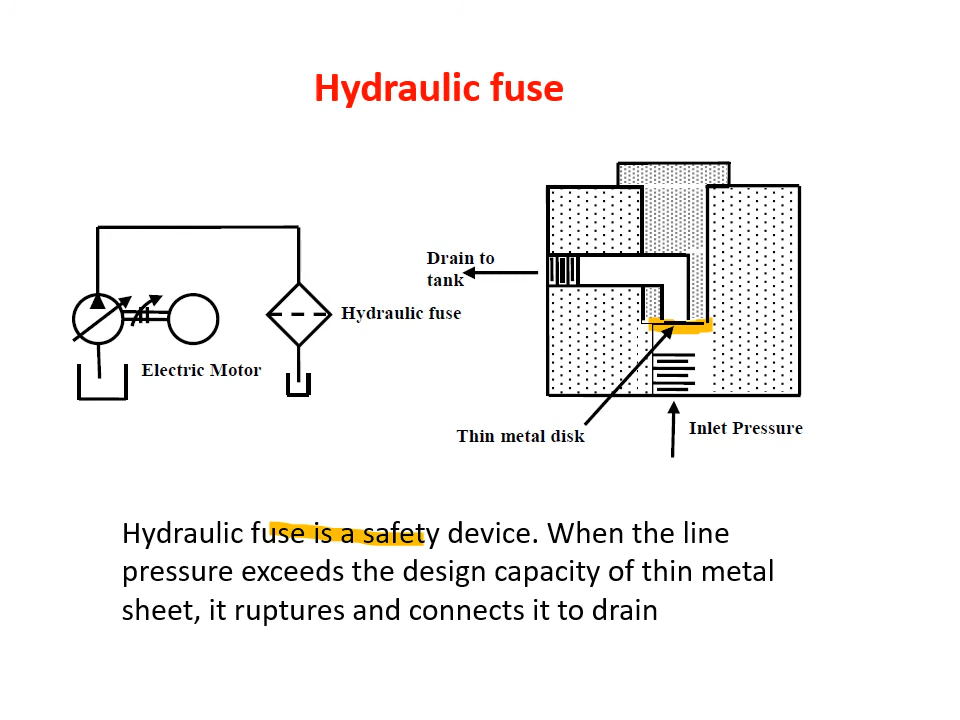 Hydraulic fuse
Drain to
tank
Hydraulic fuse
Electric Motor
Thin metal disk
Inlet Pressure
Hydraulic fuse is a safety device. When the line
pressure exceeds the design capacity of thin metal
sheet, it ruptures and connects it to drain